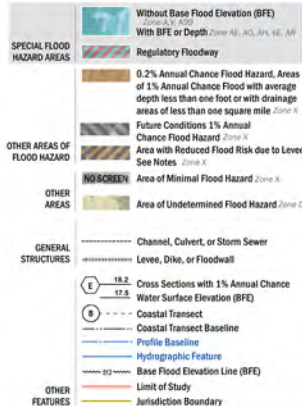 Without Base Flood Elevation (BFE)
Zone A, V, A99
With BFE or Depth Zone AE, AO, AH, VE, AR
SPECIAL FLOOD
HAZARD AREAS
Regulatory Floodway
0.2% Annual Chance Flood Hazard, Areas
of 1% Annual Chance Flood with average
depth less than one foot or with drainage
areas of less than one square mile Zone X
Future Conditions 1% Annual
Chance Flood Hazard Zone X
OTHER AREAS OF
FLOOD HAZARD
Area with Reduced Flood Risk due to Levee
See Notes Zone X
NO SCREEN Area of Minimal Flood Hazard Zone X
OTHER
AREAS
Area of Undetermined Flood Hazard Zone D
GENERAL
STRUCTURES
Channel, Culvert, or Storm Sewer
Levee, Dike, or Floodwall
E 18.2 Cross Sections with 1% Annual Chance
17.5 Water Surface Elevation (BFE)
8 Coastal Transect
Coastal Transect Baseline
Profile Baseline
Hydrographic Feature
513 Base Flood Elevation Line (BFE)
OTHER
FEATURES
Limit of Study
Jurisdiction Boundary